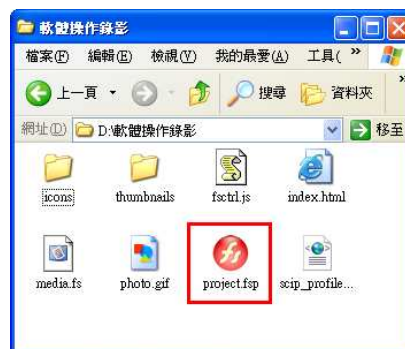 軟體操作錄影
檔案(F) 編輯(E) 檢視(V) 我的最愛(A) 工具( »
上一頁 搜尋 資料夾 »
網址(D) D:\軟體操作錄影 移至
icons thumbnails fsctrl.js index.html
media.fs photo.gif project.fsp scip_profile...